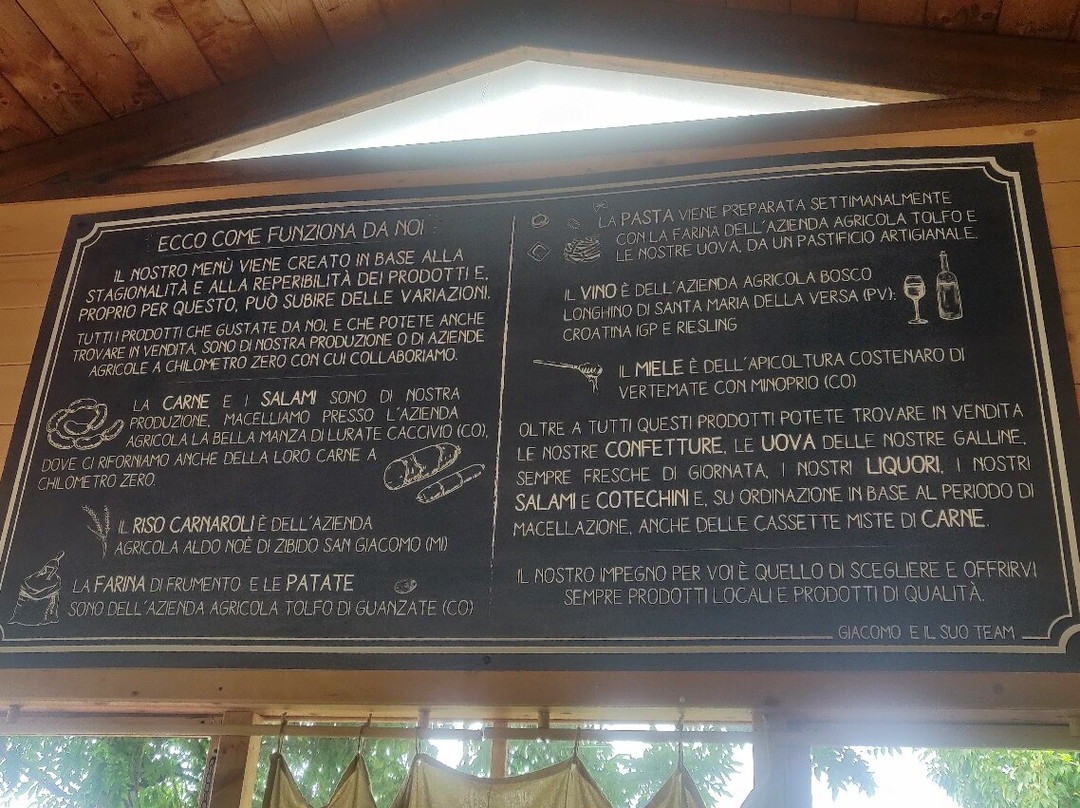 ECCO COME FUNZIONA DA NOI :
IL NOSTRO MENÙ VIENE CREATO IN BASE ALLA
STAGIONALITÀ E ALLA REPERIBILITÀ DEI PRODOTTI E,
PROPRIO PER QUESTO, PUÒ SUBIRE DELLE VARIAZIONI.
TUTTI I PRODOTTI CHE GUSTATE DA NOI, E CHE POTETE ANCHE
TROVARE IN VENDITA, SONO DI NOSTRA PRODUZIONE O DI AZIENDE
AGRICOLE A CHILOMETRO ZERO CON CUI COLLABORIAMO.
LA CARNE E I SALAMI SONO DI NOSTRA
PRODUZIONE, MACELLIAMO PRESSO L'AZIENDA
AGRICOLA LA BELLA MANZA DI LURATE CACCIVIO (CO),
DOVE CI RIFORNIAMO ANCHE DELLA LORO CARNE A
CHILOMETRO ZERO.
IL RISO CARNAROLI È DELL'AZIENDA
AGRICOLA ALDO NOÈ DI ZIBIDO SAN GIACOMO (MI)
LA FARINA DI FRUMENTO E LE PATATE
SONO DELL'AZIENDA AGRICOLA TOLFO DI GUANZATE (CO)
LA PASTA VIENE PREPARATA SETTIMANALMENTE
CON LA FARINA DELL'AZIENDA AGRICOLA TOLFO E
LE NOSTRE UOVA, DA UN PASTIFICIO ARTIGIANALE.
IL VINO È DELL'AZIENDA AGRICOLA BOSCO
LONGHINO DI SANTA MARIA DELLA VERSA (PV):
CROATINA IGP E RIESLING
IL MIELE È DELL'APICOLTURA COSTENARO DI
VERTEMATE CON MINOPRIO (CO)
OLTRE A TUTTI QUESTI PRODOTTI POTETE TROVARE IN VENDITA
LE NOSTRE CONFETTURE, LE UOVA DELLE NOSTRE GALLINE,
SEMPRE FRESCHE DI GIORNATA, I NOSTRI LIQUORI, I NOSTRI
SALAMI E COTECHINI E, SU ORDINAZIONE IN BASE AL PERIODO DI
MACELLAZIONE, ANCHE DELLE CASSETTE MISTE DI CARNE.
IL NOSTRO IMPEGNO PER VOI È QUELLO DI SCEGLIERE E OFFRIRVI
SEMPRE PRODOTTI LOCALI E PRODOTTI DI QUALITÀ.
GIACOMO E IL SUO TEAM